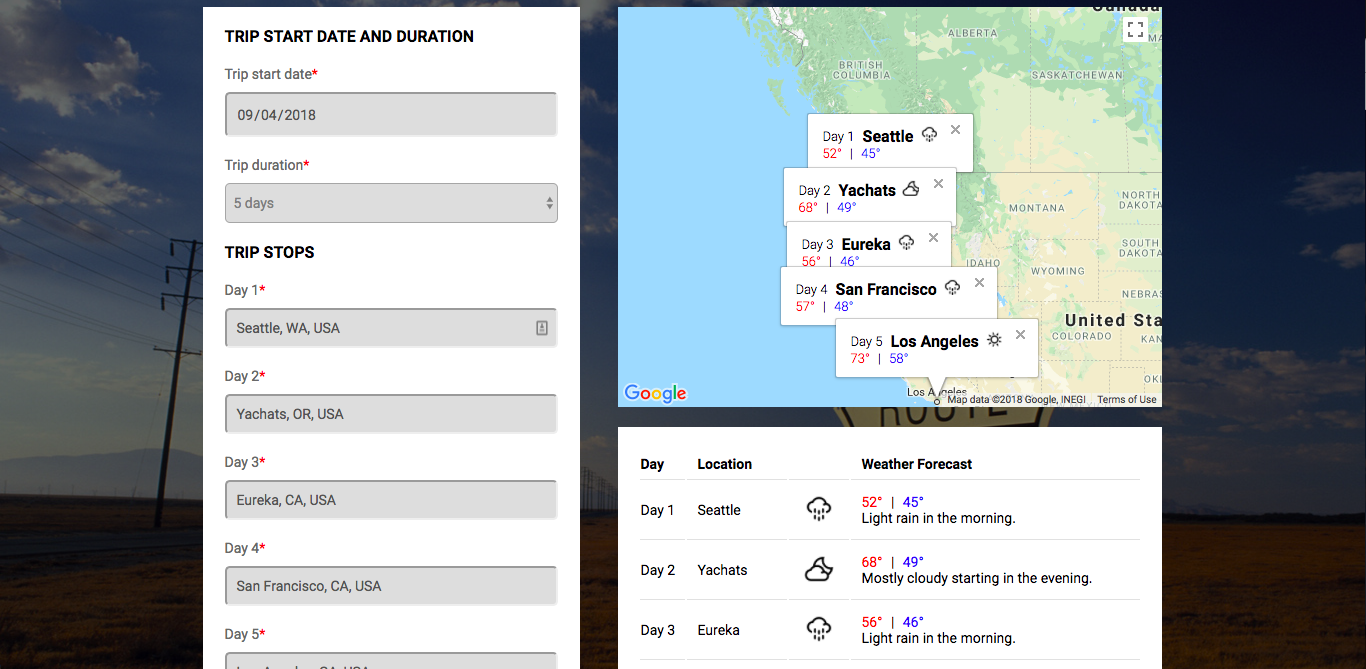 TRIP START DATE AND DURATION
Trip start date*
09/04/2018
Trip duration*
5 days
TRIP STOPS
Day 1*
Seattle, WA, USA
Day 2*
Yachats, OR, USA
Day 3*
Eureka, CA, USA
Day 4*
San Francisco, CA, USA
Day 5*
Canada
ALBERTA
MA
BRITISH
COLUMBIA
SASKATCHEWAN
Day 1 Seattle
52° | 45°
Day 2 Yachats
68° | 49°
NORTH
DAKOTA
MONTANA
Day 3 Eureka
56° | 46°
SOUTH
DAKOTA
IDAHO
WYOMING
Day 4 San Francisco
57° | 48°
NEBRAS
United Sta
COLORADO
KAN
Day 5 Los Angeles
73° | 58°
OKL
Los Angeles
Google
Map data ©2018 Google, INEGI
Terms of Use
ROUTE
Day Location Weather Forecast
Day 1 Seattle 52° | 45°
Light rain in the morning.
Day 2 Yachats 68° | 49°
Mostly cloudy starting in the evening.
Day 3 Eureka 56° | 46°
Light rain in the morning.